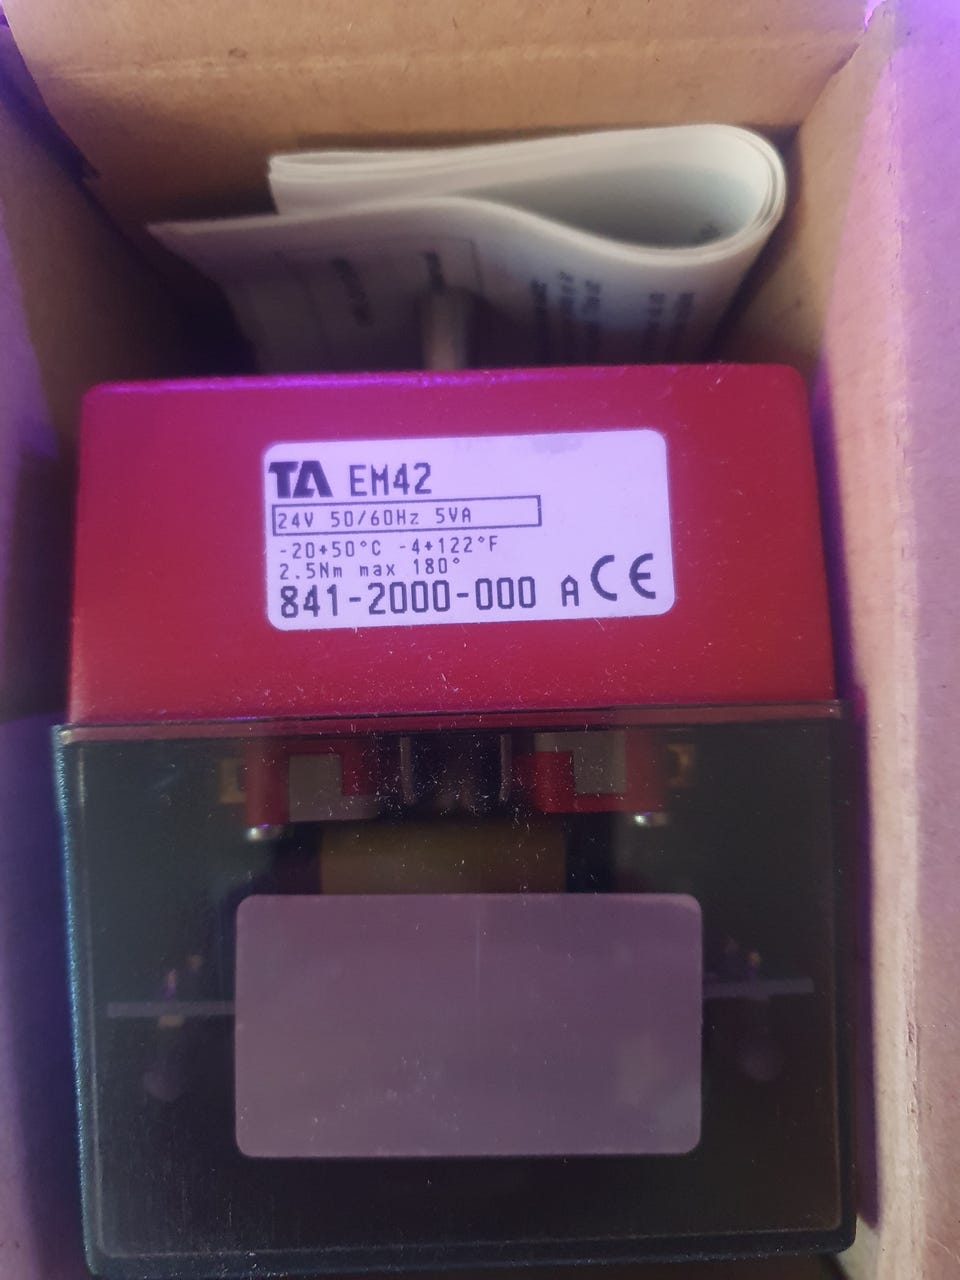 TA EM42
24V 50/60Hz 5VA
-20+50°C -4+122°F
2.5Nm max 180°
841-2000-000 A CE